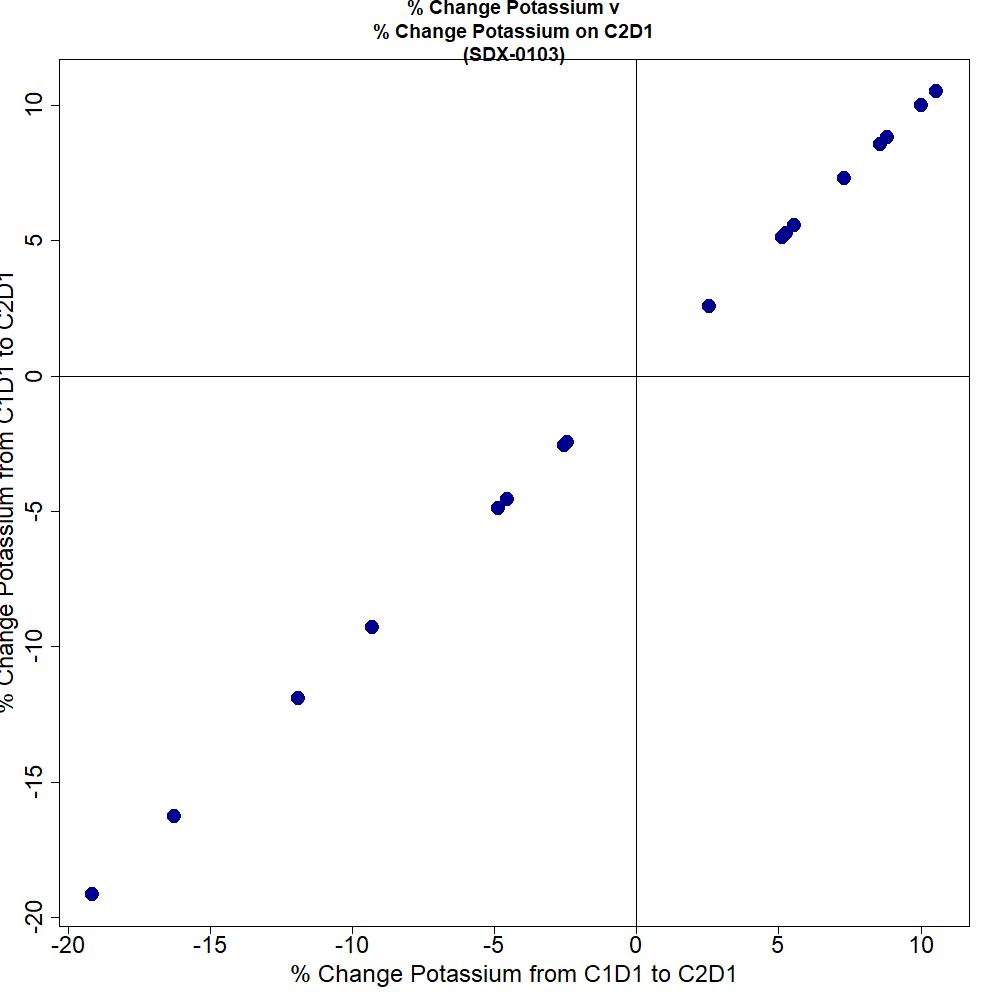 % Change Potassium v
% Change Potassium on C2D1
(SDX-0103)
% Change Potassium from C1D1 to C2D1
10
5
0
-5
-10
-15
-20
-20 -15 -10 -5 0 5 10
% Change Potassium from C1D1 to C2D1